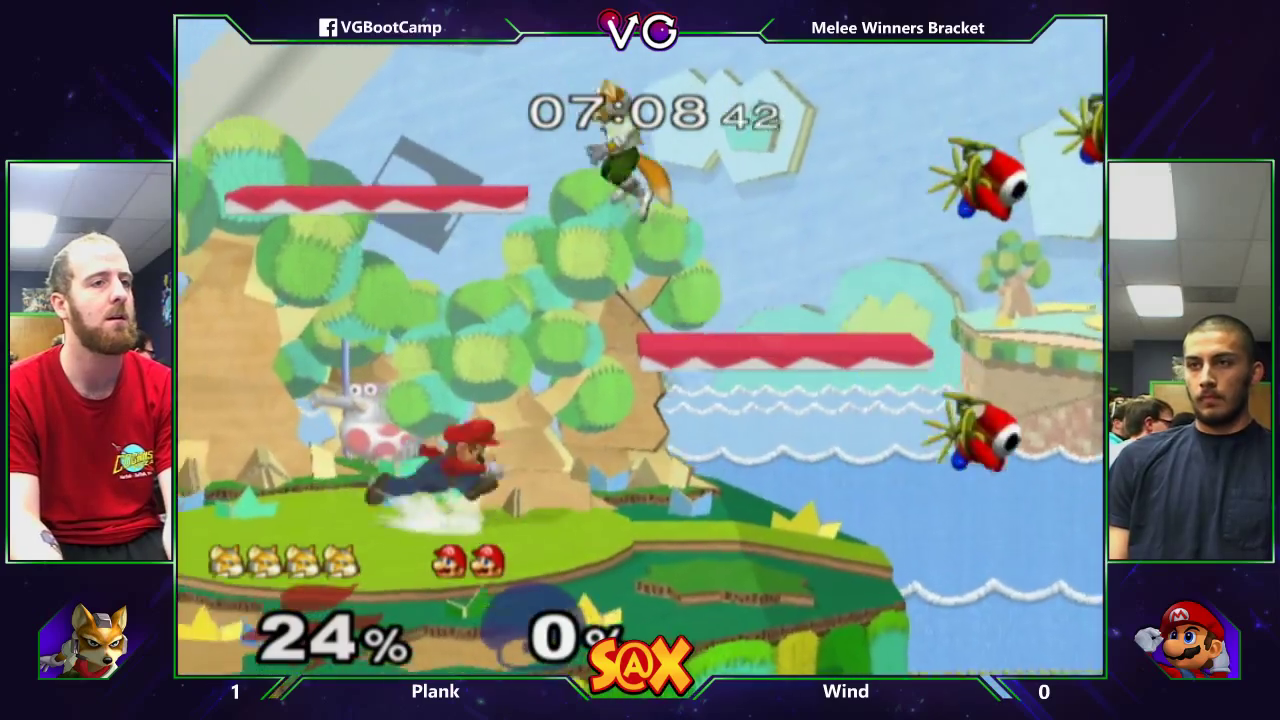 VGBootCamp
VG
Melee Winners Bracket
07:08 42
24%
0%
S@X
1
Plank
Wind
0